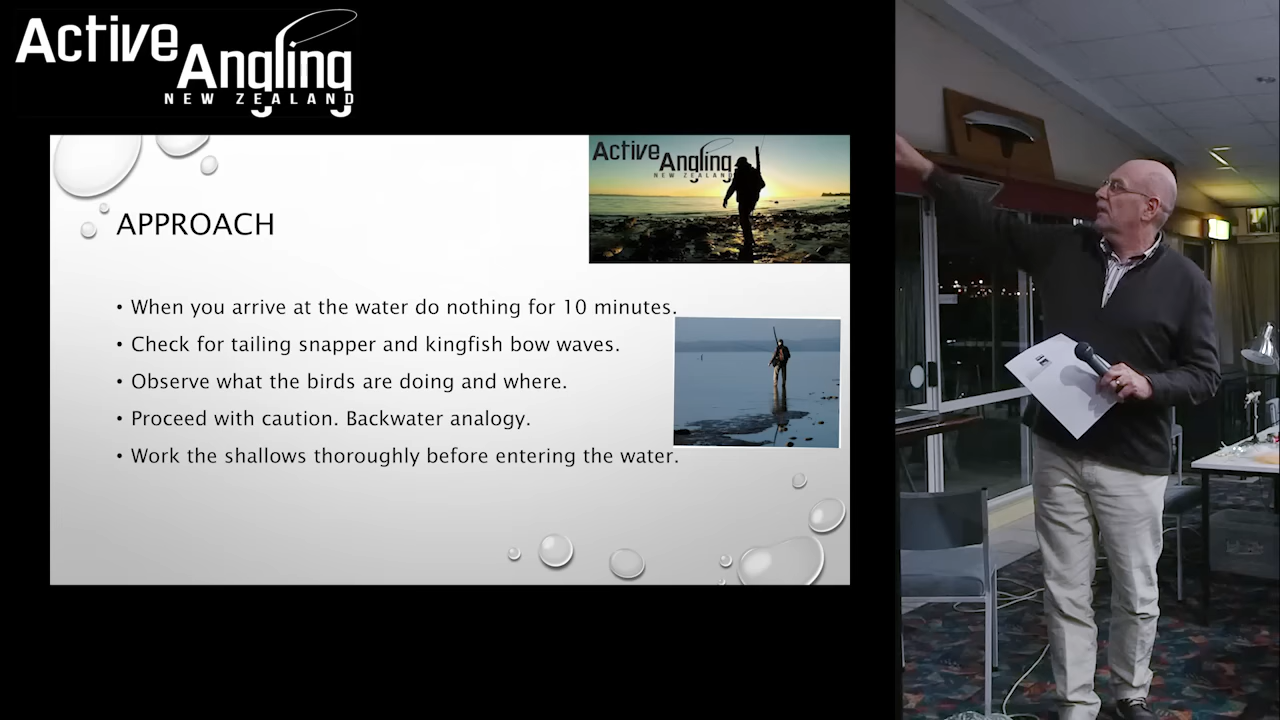 Active
Angling
NEW ZEALAND
Active
Angling
NEW ZEALAND
APPROACH
• When you arrive at the water do nothing for 10 minutes.
• Check for tailing snapper and kingfish bow waves.
• Observe what the birds are doing and where.
• Proceed with caution. Backwater analogy.
• Work the shallows thoroughly before entering the water.